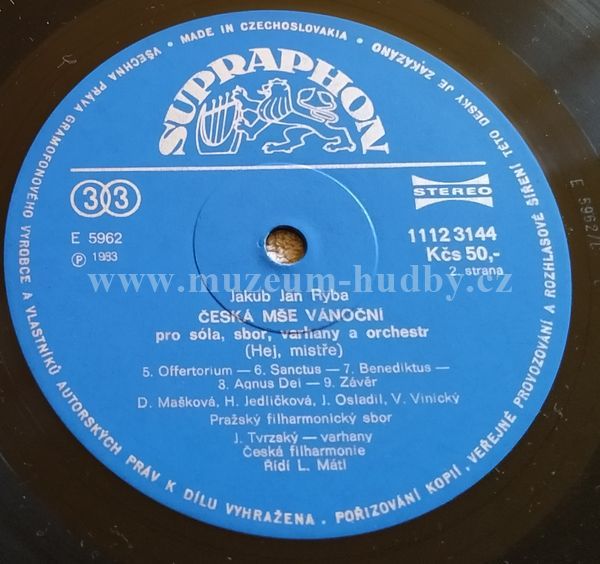 VŠECHNA PRÁVA GRAMOFONOVÉHO VÝROBCE A VLASTNÍKŮ AUTORSKÝCH PRÁV K DÍLU VYHRAŽENA. POŘIZOVÁNÍ KOPIÍ, VEŘEJNÉ PROVOZOVÁNÍ A ROZHLASOVÉ ŠÍŘENÍ TÉTO DESKY JE ZAKÁZÁNO
• MADE IN CZECHOSLOVAKIA •
SUPRAPHON
33
STEREO
E 5962
1112 3144
Ⓟ 1983
Kčs 50,-
2. strana
www.muzeum-hudby.cz
Jakub Jan Ryba
ČESKÁ MŠE VÁNOČNÍ
pro sóla, sbor, varhany a orchestr
(Hej, mistře)
5. Offertorium — 6. Sanctus — 7. Benediktus —
8. Agnus Dei — 9. Závěr
D. Mašková, H. Jedličková, J. Osladil, V. Vinický
Pražský filharmonický sbor
J. Tvrzský — varhany
Česká filharmonie
Řídí L. Mátl